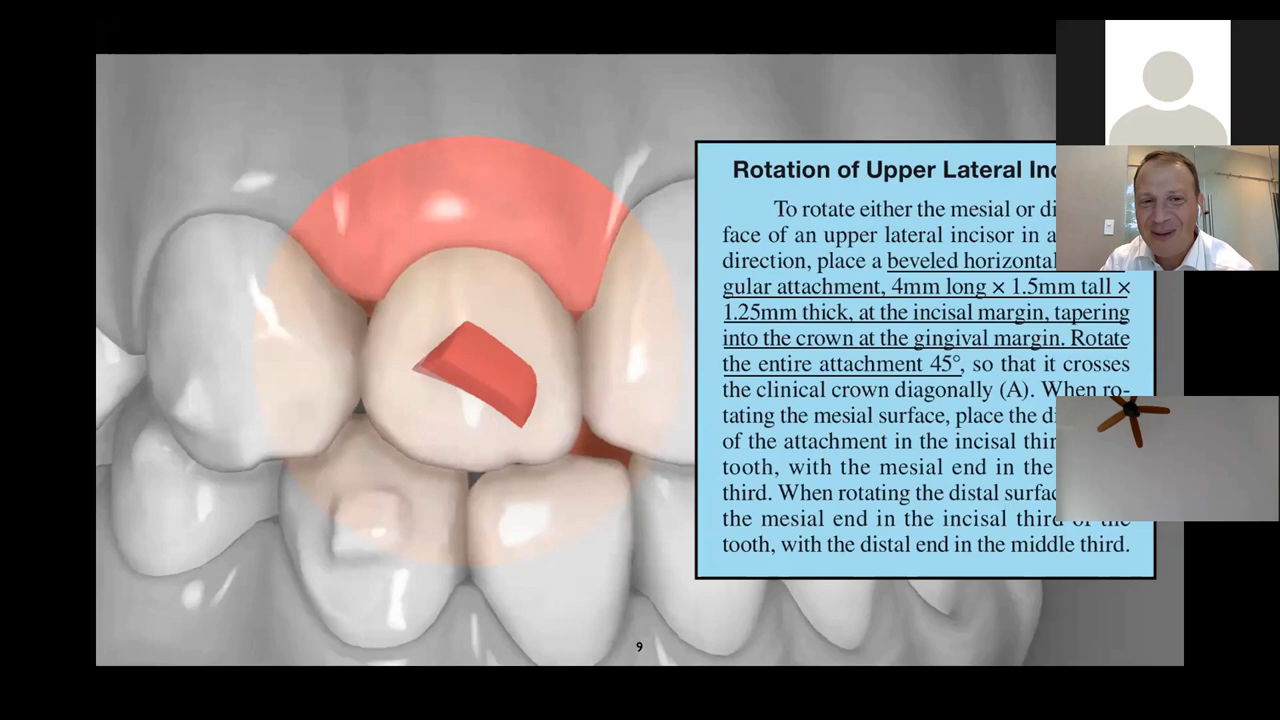 Rotation of Upper Lateral
To rotate either the mesial or
face of an upper lateral incisor in a
direction, place a beveled horizontal
gular attachment, 4mm long × 1.5mm tall ×
1.25mm thick, at the incisal margin, tapering
into the crown at the gingival margin. Rotate
the entire attachment 45°, so that it crosses
the clinical crown diagonally (A). When ro-
tating the mesial surface, place the
of the attachment in the incisal
tooth, with the mesial end in the
third. When rotating the distal
the mesial end in the incisal third of the
tooth, with the distal end in the middle third.
9